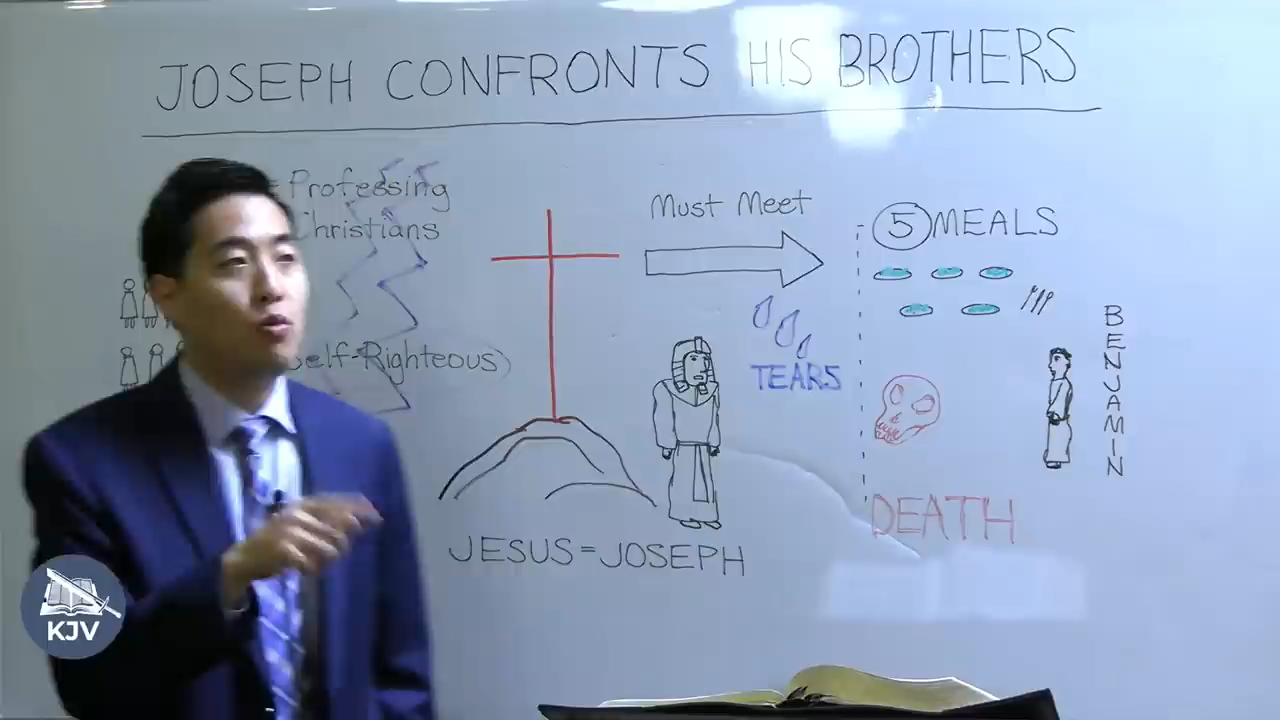 JOSEPH CONFRONTS HIS BROTHERS
= Professing
Christians
Self-Righteous)
Must Meet
TEARS
JESUS=JOSEPH
5 MEALS
BENJAMIN
DEATH
KJV